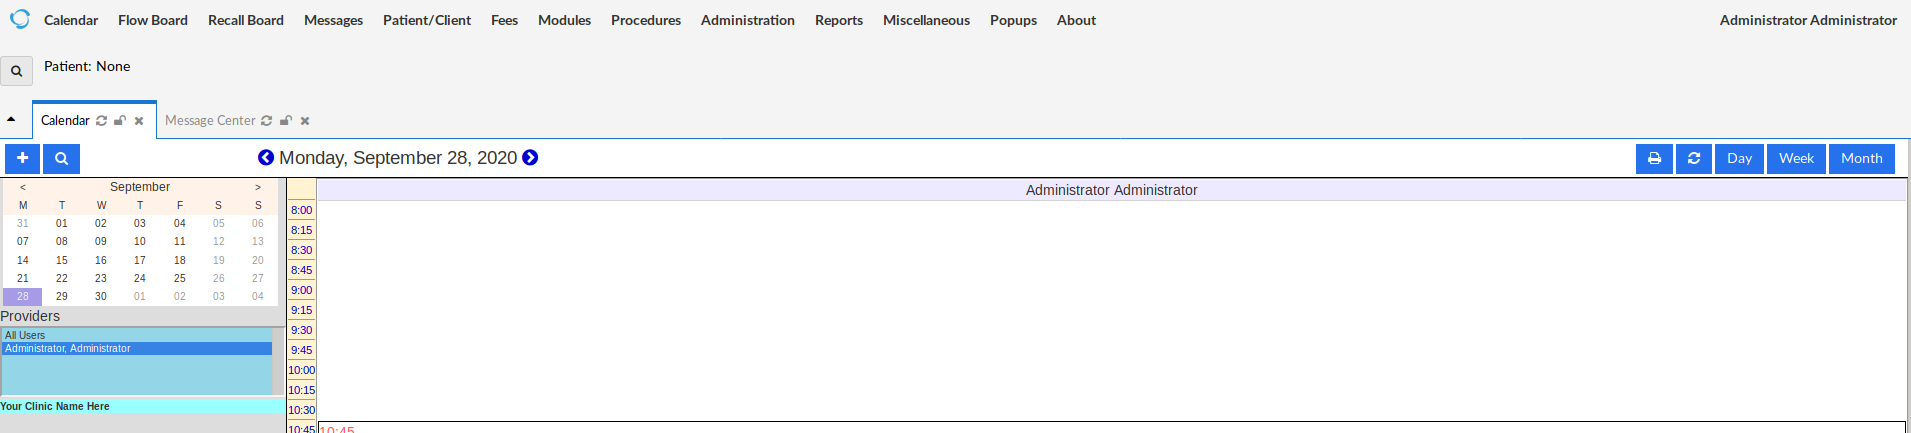 Calendar Flow Board Recall Board Messages Patient/Client Fees Modules Procedures Administration Reports Miscellaneous Popups About Administrator Administrator
Patient: None
Calendar Message Center
Monday, September 28, 2020 Day Week Month
< September >
M T W T F S S
31 01 02 03 04 05 06
07 08 09 10 11 12 13
14 15 16 17 18 19 20
21 22 23 24 25 26 27
28 29 30 01 02 03 04
Providers
All Users
Administrator, Administrator
Your Clinic Name Here
Administrator Administrator
8:00
8:15
8:30
8:45
9:00
9:15
9:30
9:45
10:00
10:15
10:30
10:45 10:45